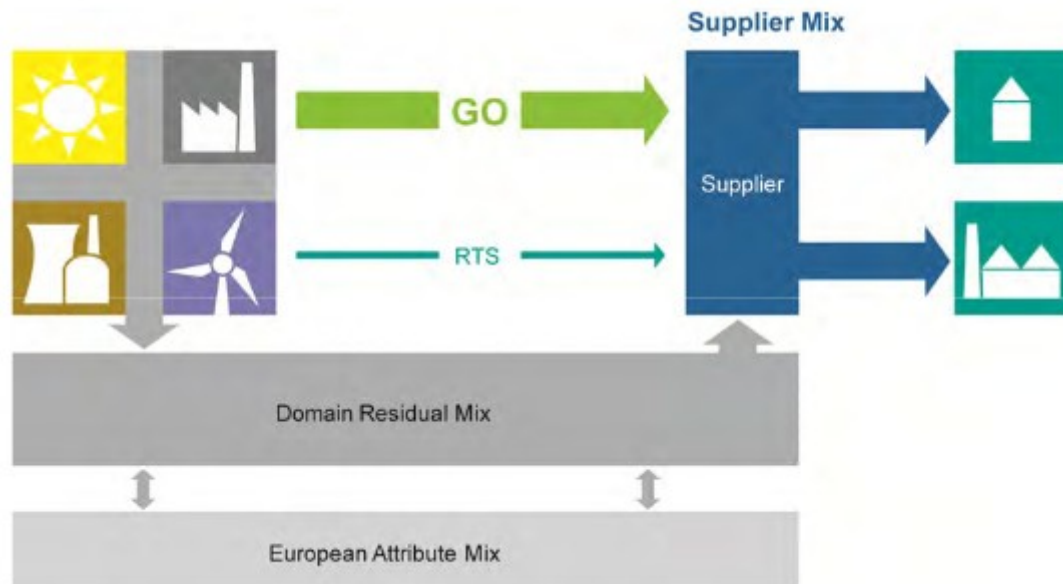 Supplier Mix
GO
Supplier
RTS
Domain Residual Mix
European Attribute Mix